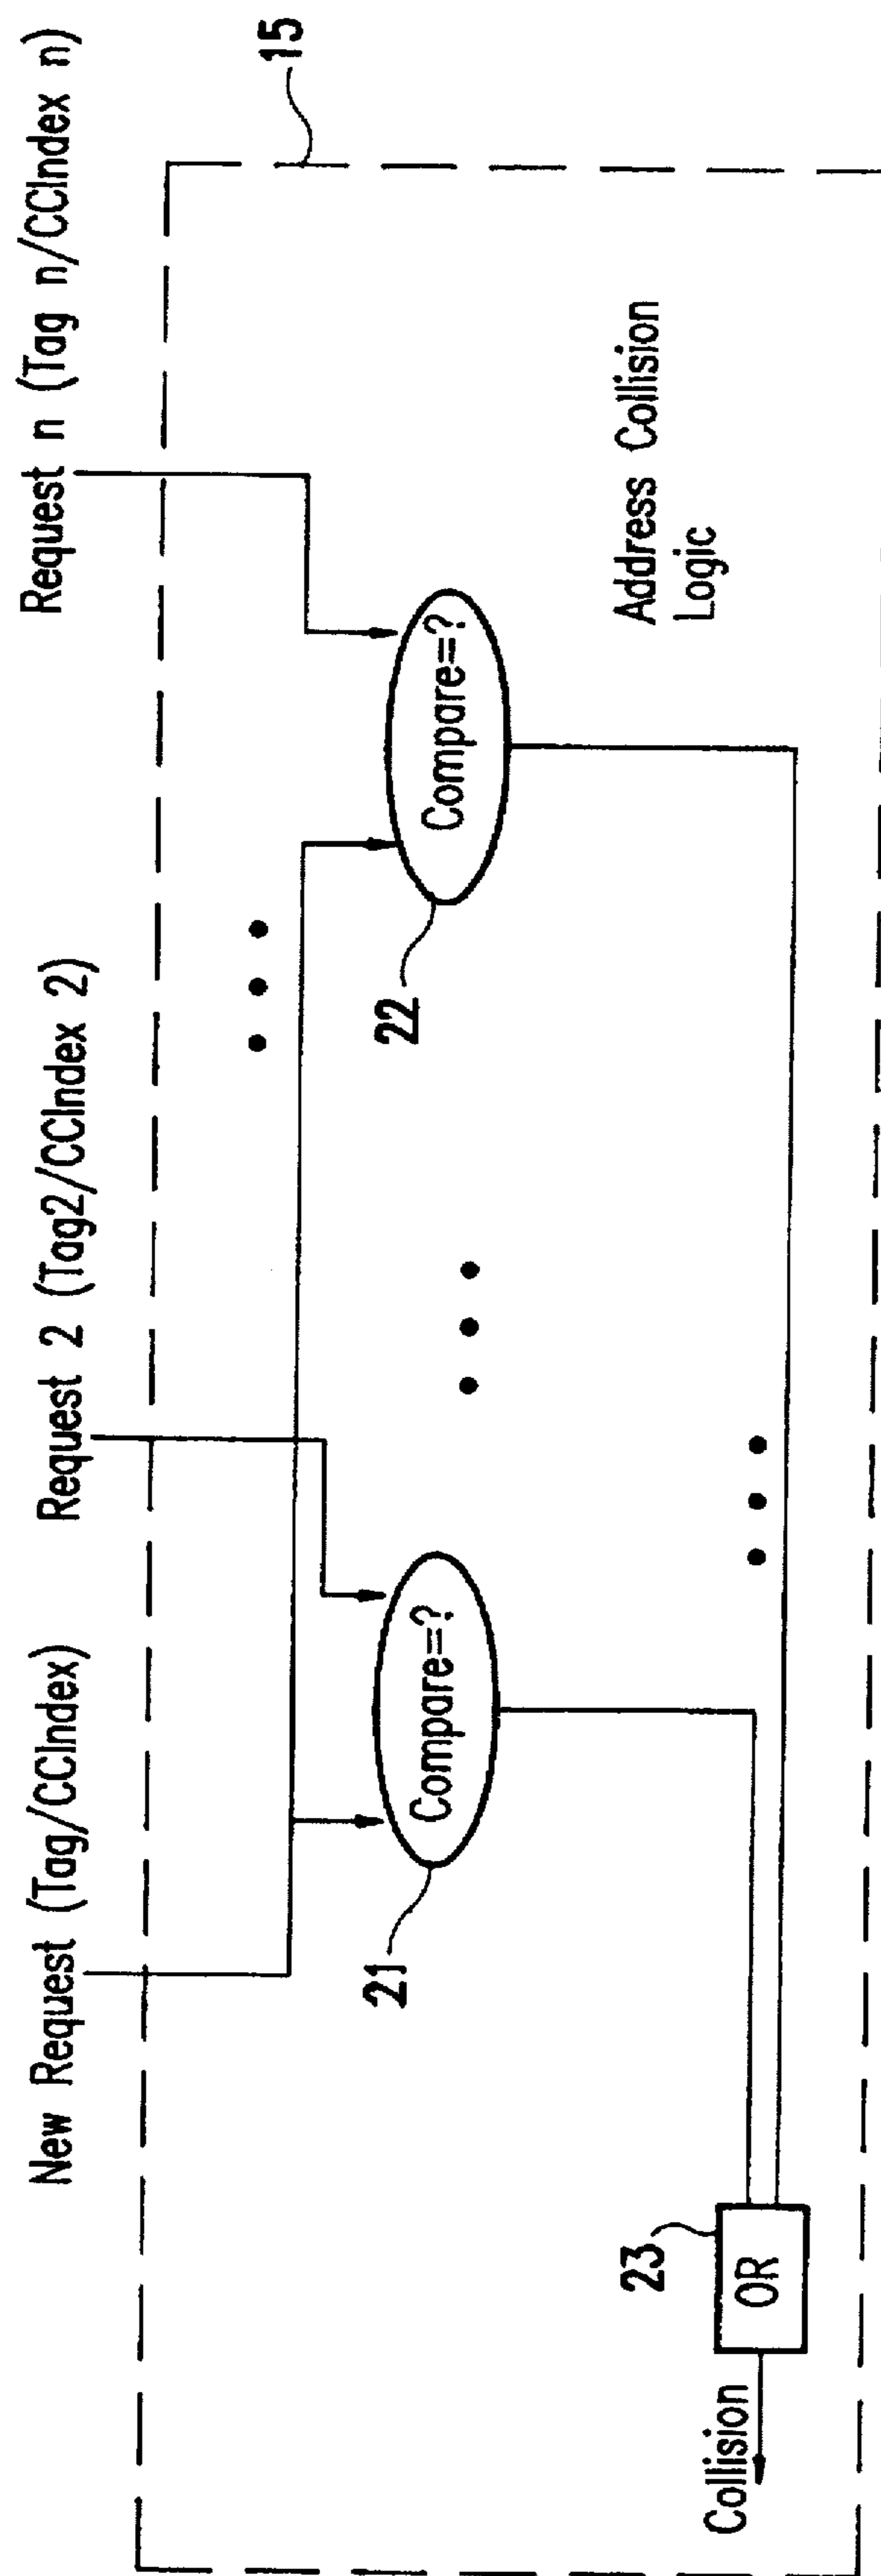 New Request (Tag/CCIndex)
Request 2 (Tag2/CCIndex 2)
Request n (Tag n/CCIndex n)
15
Compare=?
21
Compare=?
22
Address Collision
Logic
23
OR
Collision